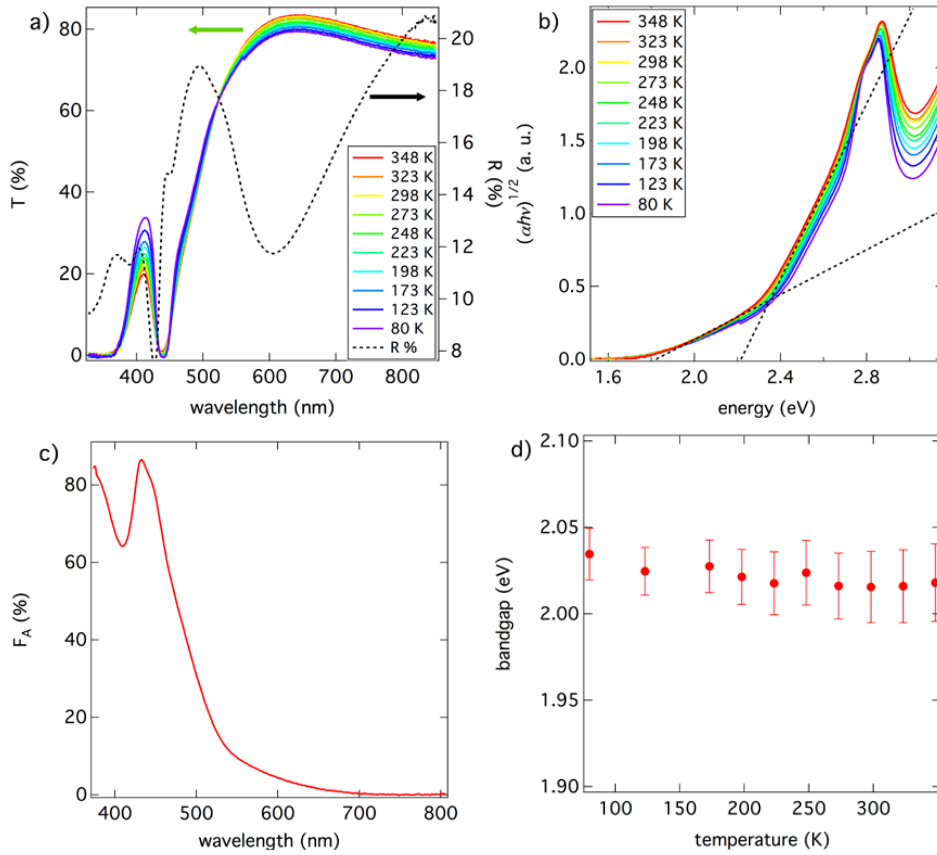 a)
80
60
40
20
0
T (%)
400 500 600 700 800
wavelength (nm)
20
18
16
14
12
10
8
R (%)
348 K
323 K
298 K
273 K
248 K
223 K
198 K
173 K
123 K
80 K
R %
b)
2.0
1.5
1.0
0.5
0.0
(αhν)^1/2 (a. u.)
1.6 2.0 2.4 2.8
energy (eV)
348 K
323 K
298 K
273 K
248 K
223 K
198 K
173 K
123 K
80 K
c)
80
60
40
20
0
F_A (%)
400 500 600 700 800
wavelength (nm)
d)
2.10
2.05
2.00
1.95
1.90
bandgap (eV)
100 150 200 250 300
temperature (K)